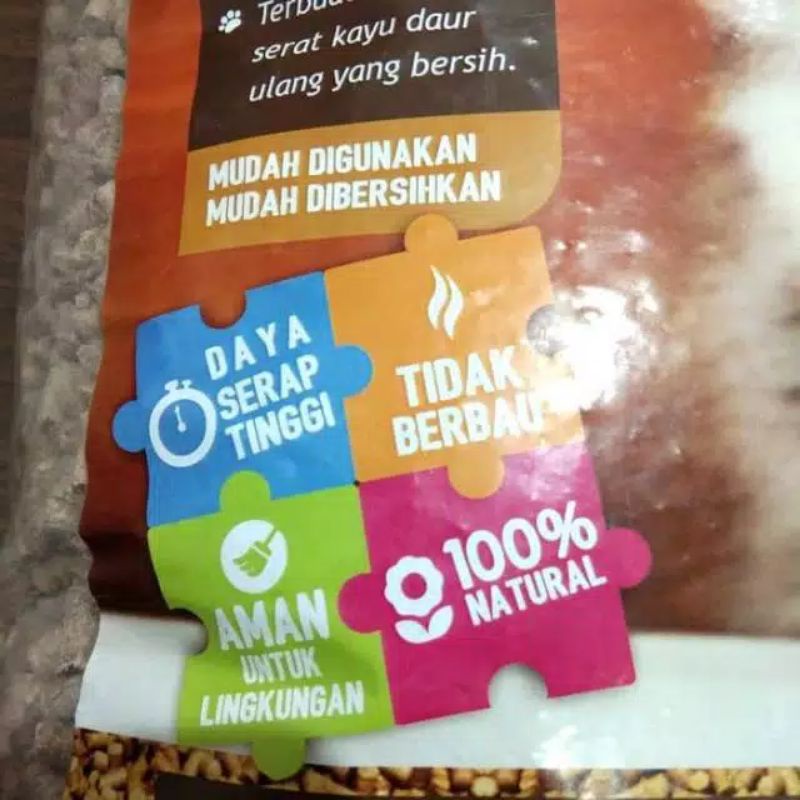 serat kayu daur
ulang yang bersih.
MUDAH DIGUNAKAN
MUDAH DIBERSIHKAN
DAYA
SERAP
TINGGI
TIDAK
BERBAU
AMAN
UNTUK
LINGKUNGAN
100%
NATURAL